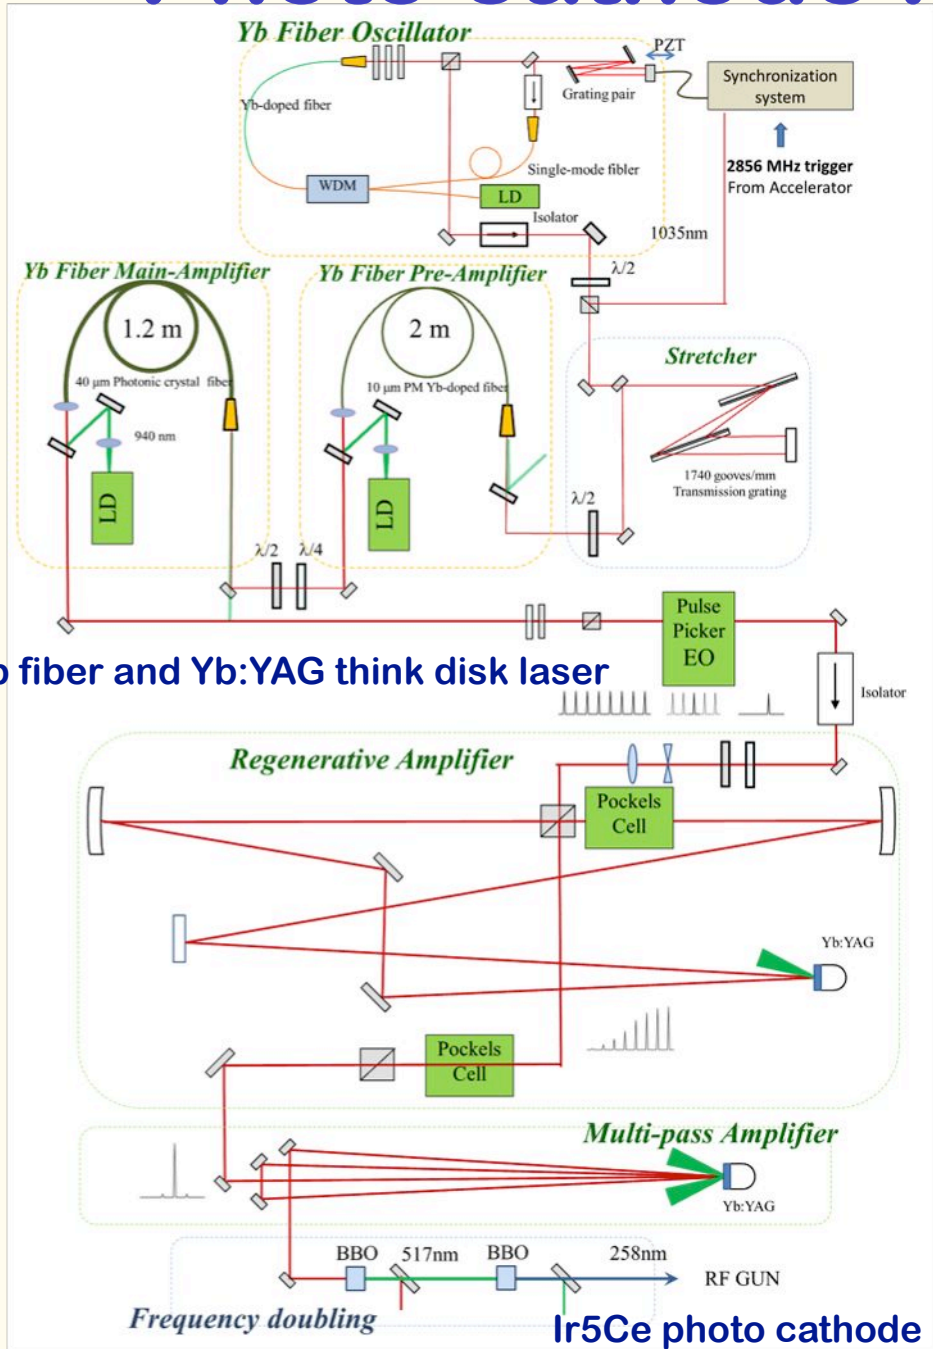 Yb Fiber Oscillator
PZT
Synchronization
system
Grating pair
Yb-doped fiber
2856 MHz trigger
From Accelerator
Single-mode fibler
WDM
LD
Isolator
1035nm
λ/2
Yb Fiber Main-Amplifier
Yb Fiber Pre-Amplifier
1.2 m
2 m
Stretcher
40 μm Photonic crystal fiber
10 μm PM Yb-doped fiber
940 nm
1740 gooves/mm
Transmission grating
LD
LD
λ/2
λ/2
λ/4
Pulse
Picker
EO
fiber and Yb:YAG think disk laser
Isolator
Regenerative Amplifier
Pockels
Cell
Yb:YAG
Pockels
Cell
Multi-pass Amplifier
Yb:YAG
BBO
517nm
BBO
258nm
RF GUN
Frequency doubling
Ir5Ce photo cathode